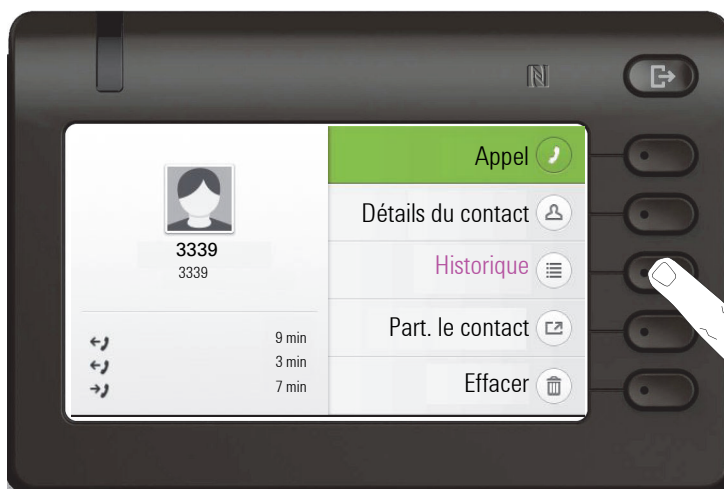 Appel
Détails du contact
3339
3339
Historique
Part. le contact
9 min
3 min
7 min
Effacer